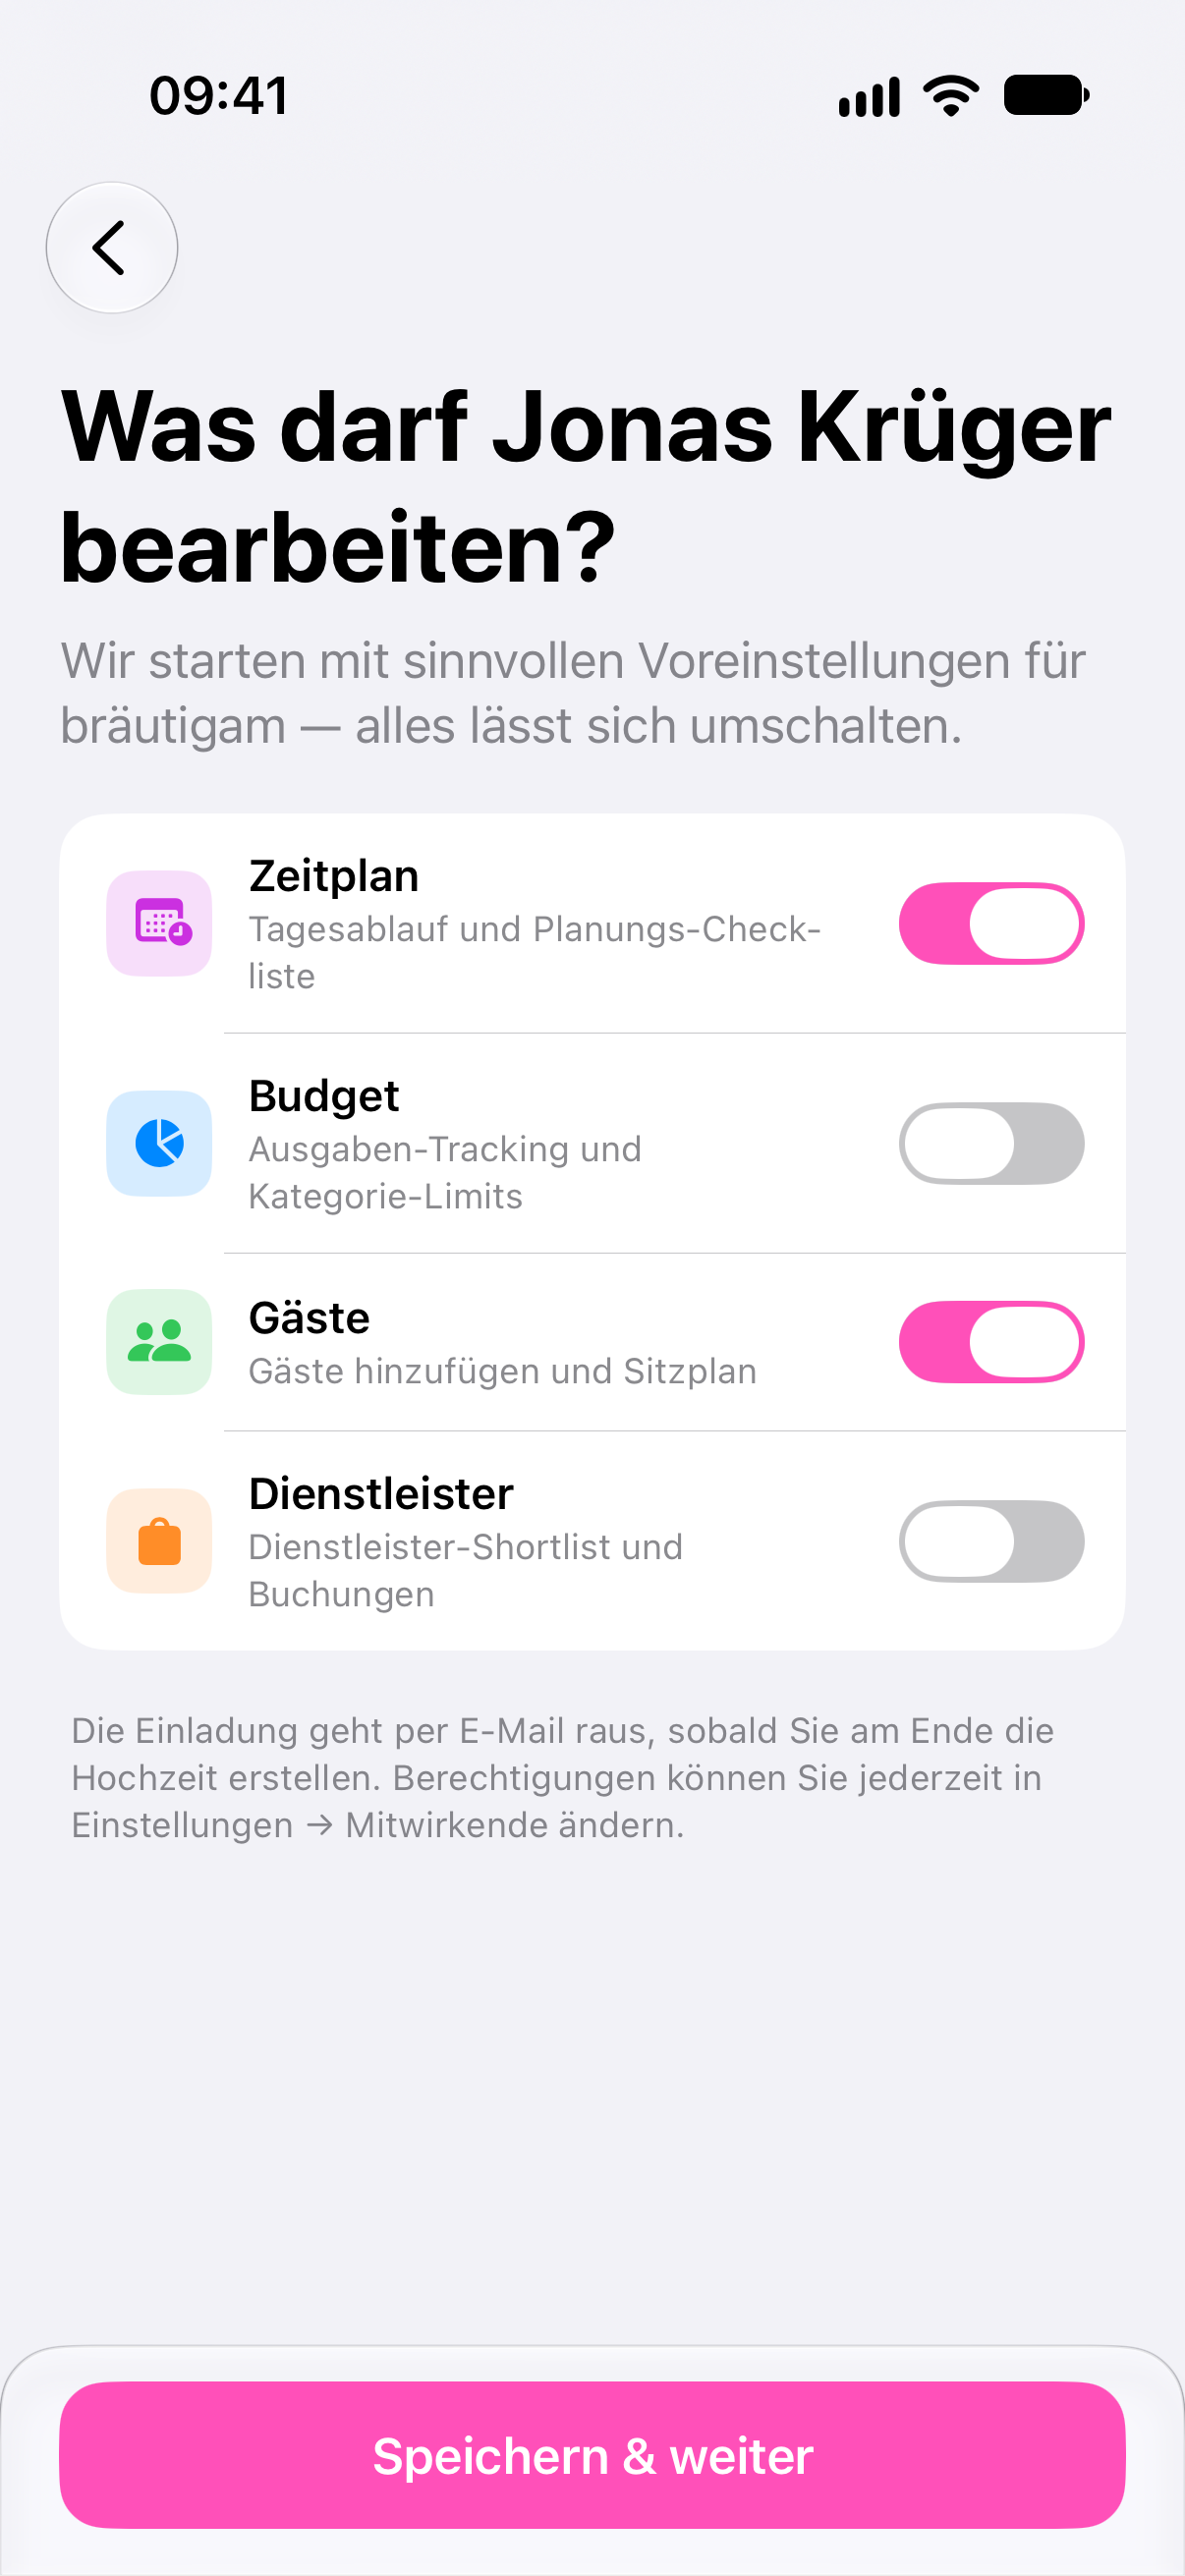 09:41
Was darf Jonas Krüger
bearbeiten?
Wir starten mit sinnvollen Voreinstellungen für
bräutigam — alles lässt sich umschalten.
Zeitplan
Tagesablauf und Planungs-Check-
liste
Budget
Ausgaben-Tracking und
Kategorie-Limits
Gäste
Gäste hinzufügen und Sitzplan
Dienstleister
Dienstleister-Shortlist und
Buchungen
Die Einladung geht per E-Mail raus, sobald Sie am Ende die
Hochzeit erstellen. Berechtigungen können Sie jederzeit in
Einstellungen → Mitwirkende ändern.
Speichern & weiter